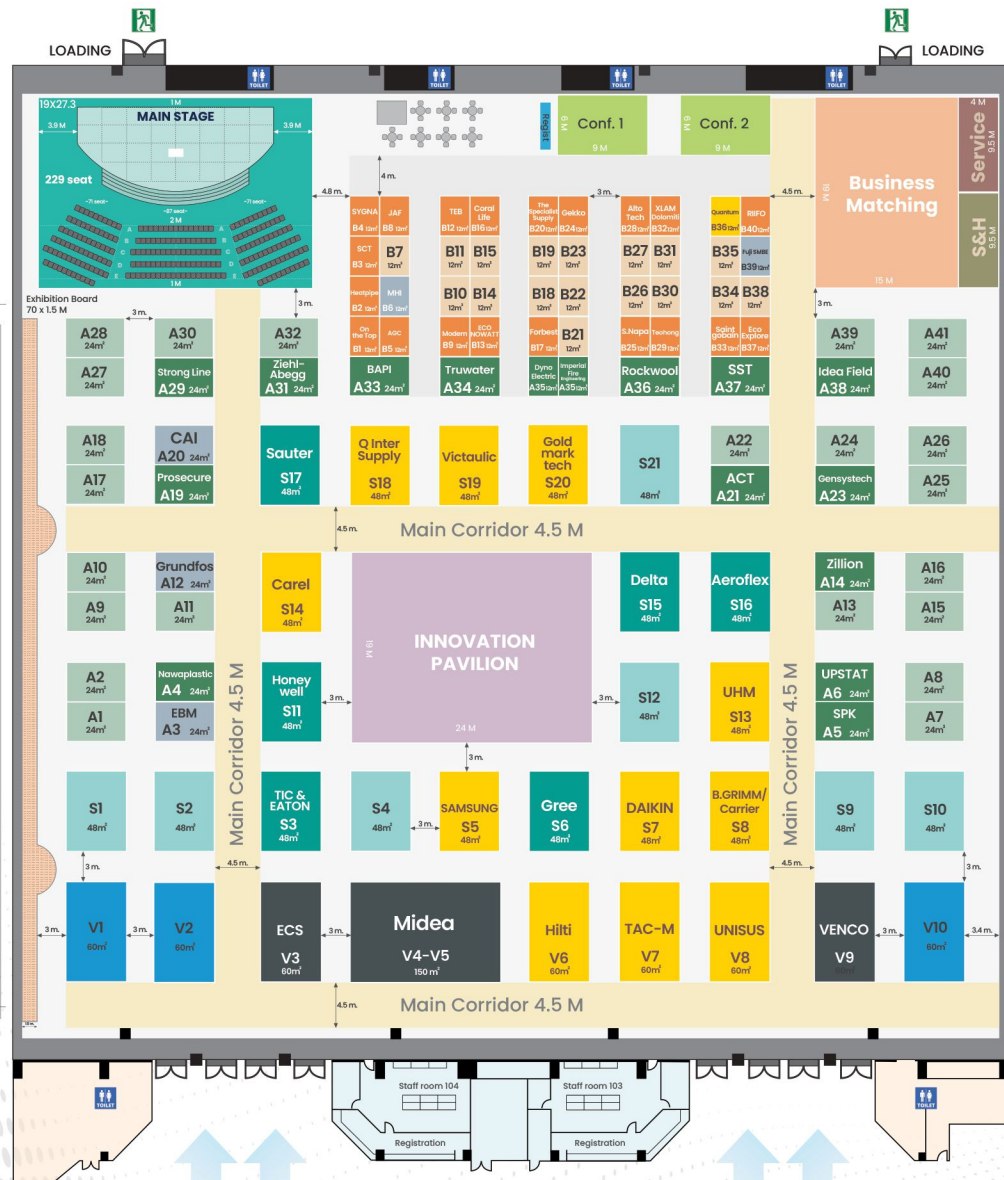 LOADING
LOADING
TOILET
TOILET
TOILET
TOILET
19X27.3
1 M
MAIN STAGE
3.9 M
3.9 M
229 seat
-71 seat-
-87 seat-
-71 seat-
2 M
A
B
C
D
E
A
B
C
D
E
1 M
Regist
Conf. 1
6 M
9 M
Conf. 2
6 M
9 M
Business
Matching
19 M
15 M
4 M
Service
9.5 M
S&H
9.5 M
4.8 m.
4 m.
3 m.
4.5 m.
SYGNA
B4 12m²
JAF
B8 12m²
TEB
B12 12m²
Coral
Life
B16 12m²
The
Specialist
Supply
B20 12m²
Gekko
B24 12m²
Alto
Tech
B28 12m²
XLAM
Dolomiti
B32 12m²
Quantum
B36 12m²
RIIFO
B40 12m²
SCT
B3 12m²
B7
12m²
B11
12m²
B15
12m²
B19
12m²
B23
12m²
B27
12m²
B31
12m²
B35
12m²
Fuji SMBE
B39 12m²
Heatpipe
B2 12m²
MHI
B6 12m²
B10
12m²
B14
12m²
B18
12m²
B22
12m²
B26
12m²
B30
12m²
B34
12m²
B38
12m²
On
the Top
B1 12m²
AGC
B5 12m²
Modern
B9 12m²
ECO
NOWATT
B13 12m²
Forbest
B17 12m²
B21
12m²
S.Napa
B25 12m²
Teohong
B29 12m²
Saint
gobain
B33 12m²
Eco
Explore
B37 12m²
Exhibition Board
70 x 1.5 M
3 m.
3 m.
3 m.
A28
24m²
A30
24m²
A32
24m²
A39
24m²
A41
24m²
A27
24m²
Strong Line
A29 24m²
Ziehl-
Abegg
A31 24m²
BAPI
A33 24m²
Truwater
A34 24m²
Dyno
Electric
A35 12m²
Imperial
Fire
Engineering
A35 12m²
Rockwool
A36 24m²
SST
A37 24m²
Idea Field
A38 24m²
A40
24m²
A18
24m²
CAI
A20 24m²
Sauter
S17
48m²
Q Inter
Supply
S18
48m²
Victaulic
S19
48m²
Gold
mark
tech
S20
48m²
S21
48m²
A22
24m²
A24
24m²
A26
24m²
A17
24m²
Prosecure
A19 24m²
ACT
A21 24m²
Gensystech
A23 24m²
A25
24m²
4.5 m.
Main Corridor 4.5 M
A10
24m²
Grundfos
A12 24m²
Carel
S14
48m²
INNOVATION
PAVILION
19 M
24 M
Delta
S15
48m²
Aeroflex
S16
48m²
Zillion
A14 24m²
A16
24m²
A9
24m²
A11
24m²
A13
24m²
A15
24m²
Main Corridor 4.5 M
Main Corridor 4.5 M
A2
24m²
Nawaplastic
A4 24m²
Honey
well
S11
48m²
3 m.
3 m.
S12
48m²
UHM
S13
48m²
UPSTAT
A6 24m²
A8
24m²
A1
24m²
EBM
A3 24m²
SPK
A5 24m²
A7
24m²
3 m.
S1
48m²
S2
48m²
TIC &
EATON
S3
48m²
S4
48m²
3 m.
SAMSUNG
S5
48m²
Gree
S6
48m²
DAIKIN
S7
48m²
B.GRIMM/
Carrier
S8
48m²
S9
48m²
S10
48m²
3 m.
4.5 m.
4.5 m.
3 m.
3 m.
V1
60m²
3 m.
V2
60m²
ECS
V3
60m²
3 m.
Midea
V4-V5
150 m²
Hilti
V6
60m²
TAC-M
V7
60m²
UNISUS
V8
60m²
VENCO
V9
60m²
3 m.
V10
60m²
3.4 m.
4.5 m.
Main Corridor 4.5 M
TOILET
Staff room 104
Staff room 103
TOILET
Registration
Registration